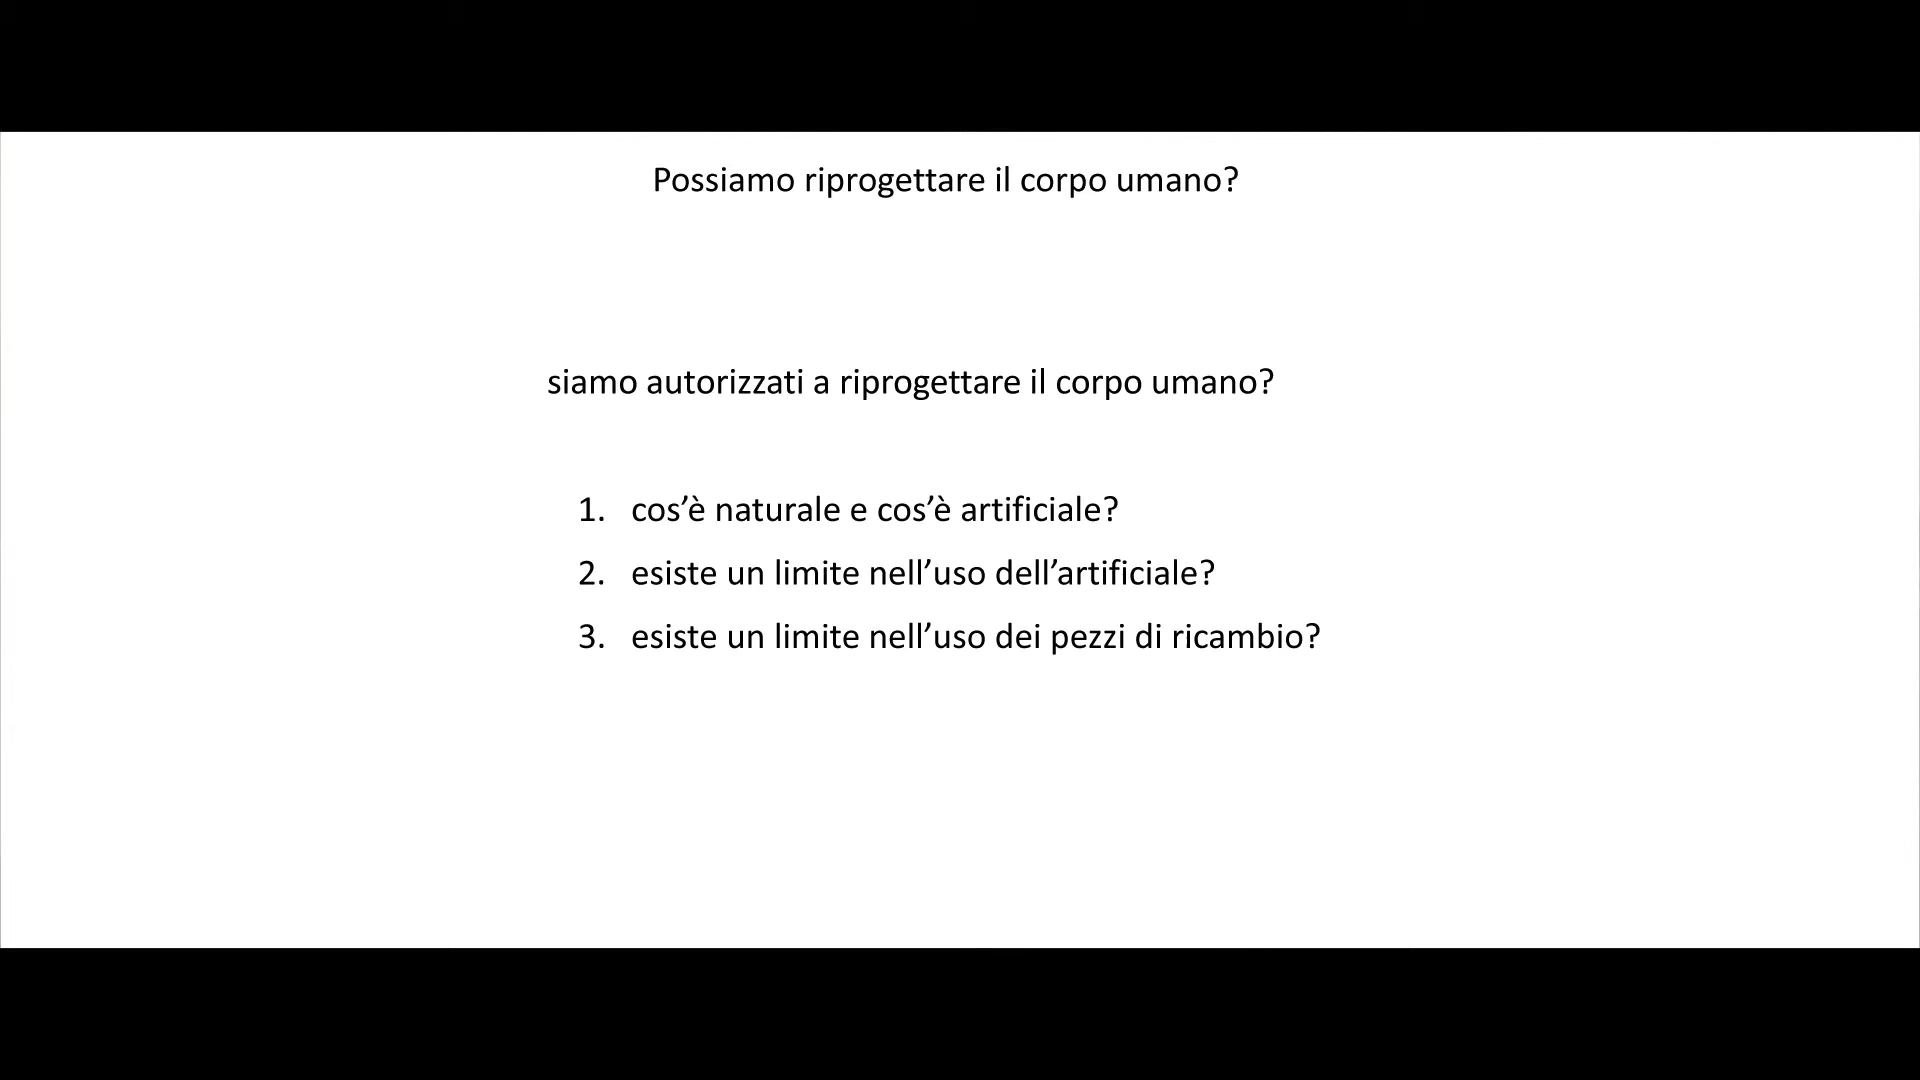 Possiamo riprogettare il corpo umano?
siamo autorizzati a riprogettare il corpo umano?
1. cos’è naturale e cos’è artificiale?
2. esiste un limite nell’uso dell’artificiale?
3. esiste un limite nell’uso dei pezzi di ricambio?